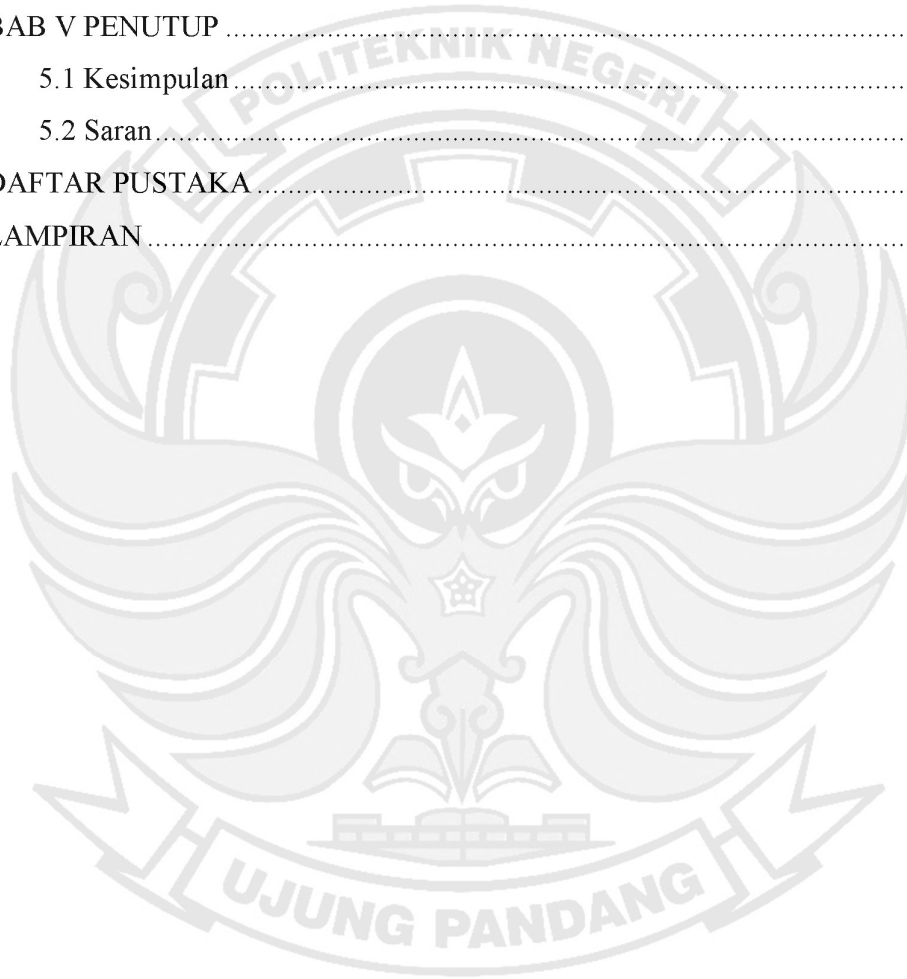 BAB V PENUTUP ................................................................
5.1 Kesimpulan ................................................................
5.2 Saran ................................................................
DAFTAR PUSTAKA ................................................................
LAMPIRAN ................................................................
POLITEKNIK NEGERI
UJUNG PANDANG